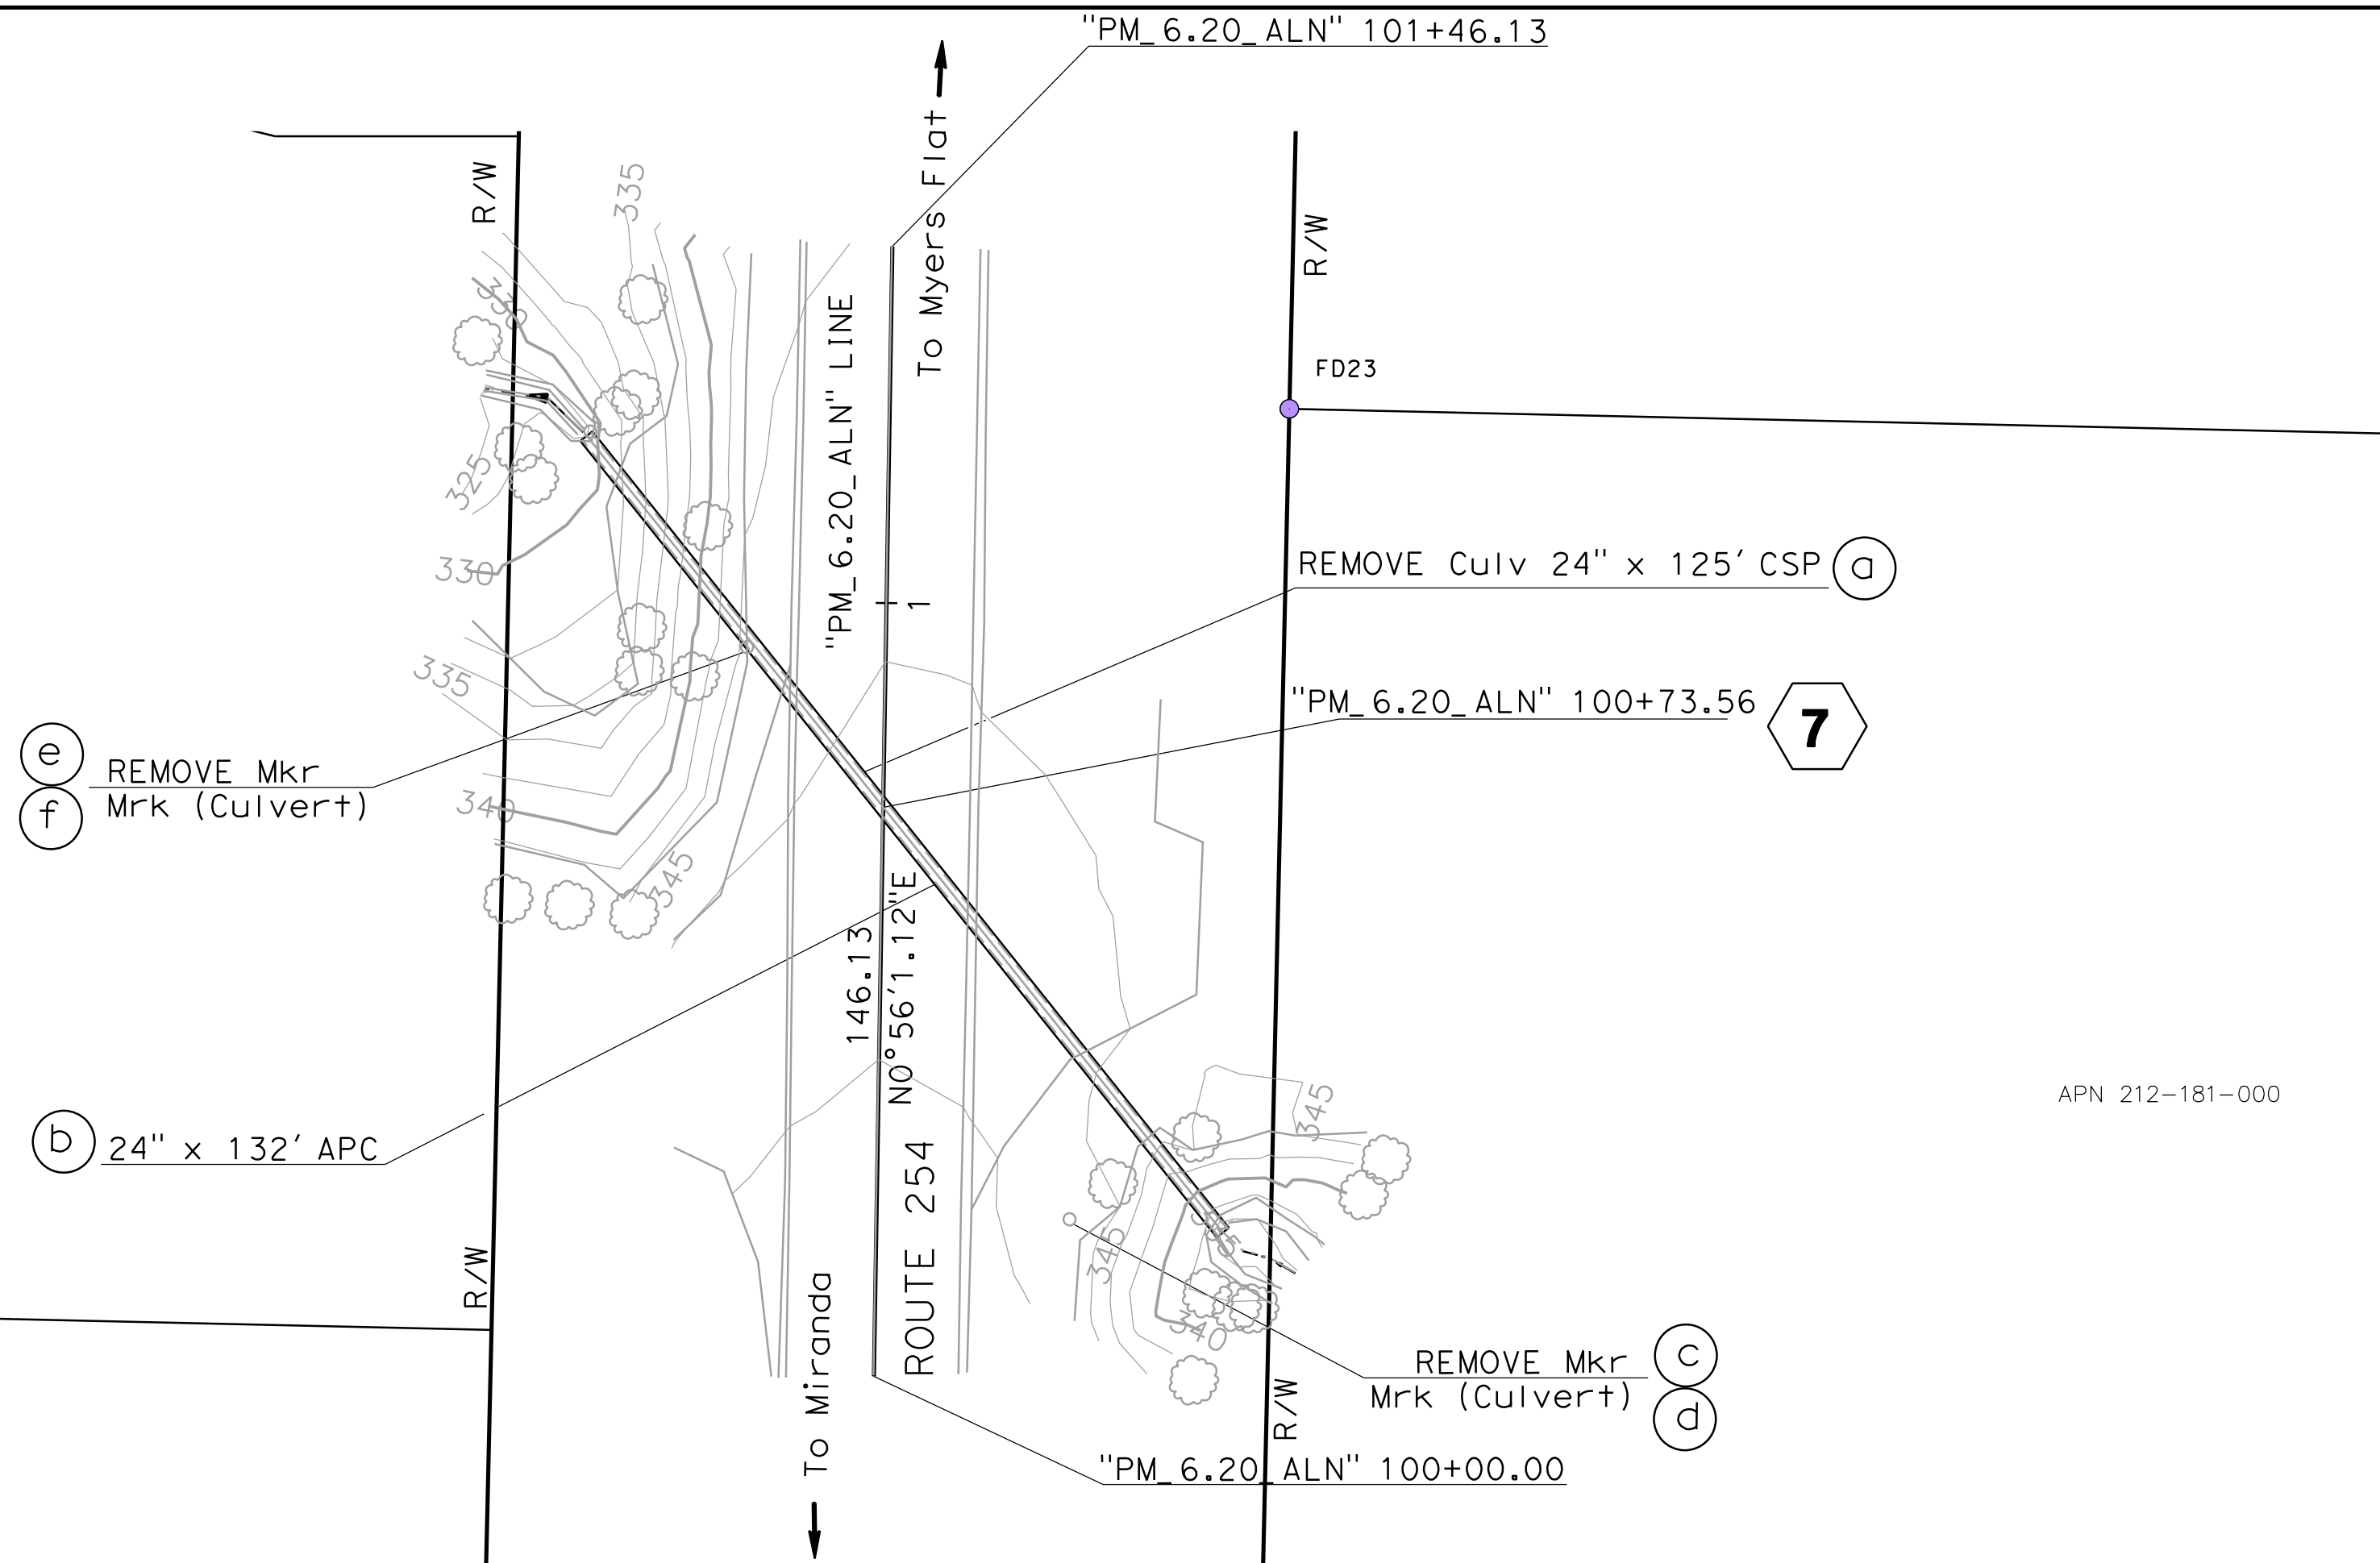 "PM_6.20_ALN" 101+46.13
To Myers Flat
R/W
335
R/W
330
"PM_6.20_ALN" LINE
FD23
325
330
REMOVE Culv 24" x 125' CSP
a
1
335
"PM_6.20_ALN" 100+73.56
7
e
REMOVE Mkr
f
Mrk (Culvert)
340
345
146.13
N0°56'1.12"E
b
24" x 132' APC
APN 212-181-000
345
ROUTE 254
R/W
345
340
To Miranda
REMOVE Mkr
c
Mrk (Culvert)
d
R/W
"PM_6.20_ALN" 100+00.00